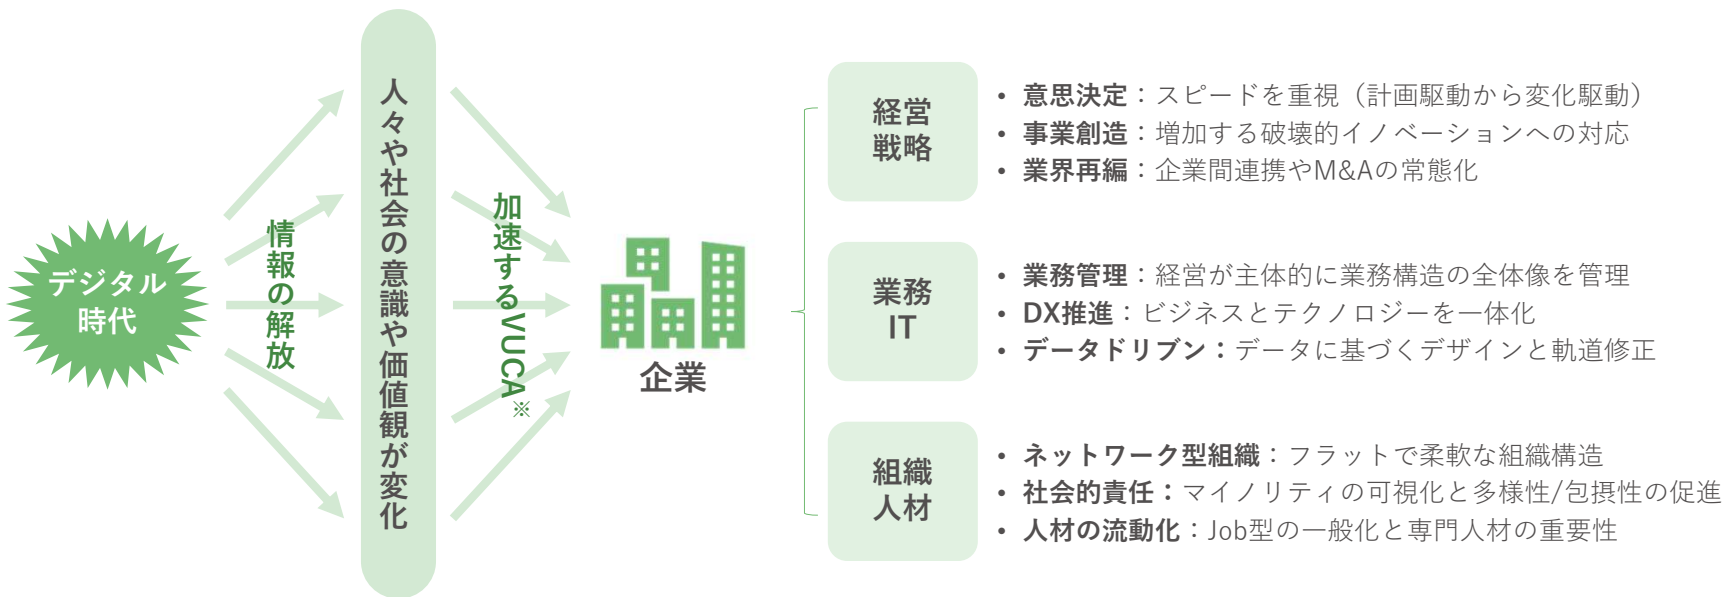 デジタル
時代
情報の解放
人々や社会の意識や価値観が変化
加速するVUCA※
企業
経営
戦略
• 意思決定：スピードを重視（計画駆動から変化駆動）
• 事業創造：増加する破壊的イノベーションへの対応
• 業界再編：企業間連携やM&Aの常態化
業務
IT
• 業務管理：経営が主体的に業務構造の全体像を管理
• DX推進：ビジネスとテクノロジーを一体化
• データドリブン：データに基づくデザインと軌道修正
組織
人材
• ネットワーク型組織：フラットで柔軟な組織構造
• 社会的責任：マイノリティの可視化と多様性/包摂性の促進
• 人材の流動化：Job型の一般化と専門人材の重要性